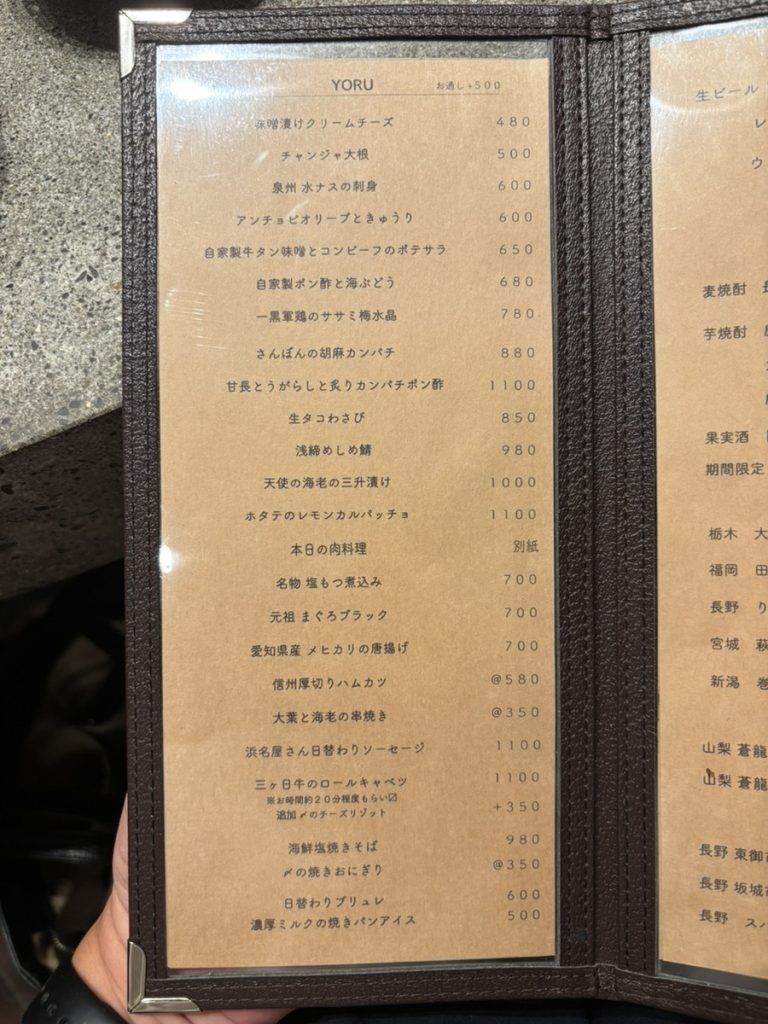 YORU お通し+500
味噌漬けクリームチーズ 480
チャンジャ大根 500
泉州 水ナスの刺身 600
アンチョビオリーブときゅうり 600
自家製牛タン味噌とコンビーフのポテサラ 650
自家製ポン酢と海ぶどう 680
一黒軍鶏のササミ梅水晶 780
さんぼんの胡麻カンパチ 880
甘長とうがらしと炙りカンパチポン酢 1100
生タコわさび 850
浅締めしめ鯖 980
天使の海老の三升漬け 1000
ホタテのレモンカルパッチョ 1100
本日の肉料理 別紙
名物 塩もつ煮込み 700
元祖 まぐろブラック 700
愛知県産 メヒカリの唐揚げ 700
信州厚切りハムカツ @580
大葉と海老の串焼き @350
浜名屋さん日替わりソーセージ 1100
三ヶ日牛のロールキャベツ 1100
※お時間約20分程度もらい〼
追加〆のチーズリゾット +350
海鮮塩焼きそば 980
〆の焼きおにぎり @350
日替わりブリュレ 600
濃厚ミルクの焼きパンアイス 500
生ビール
レ
ウ
麦焼酎
芋焼酎
果実酒
期間限定
栃木 大
福岡 田
長野 り
宮城 萩
新潟 巻
山梨 蒼龍
山梨 蒼龍
長野 東御市
長野 坂城
長野 スパ